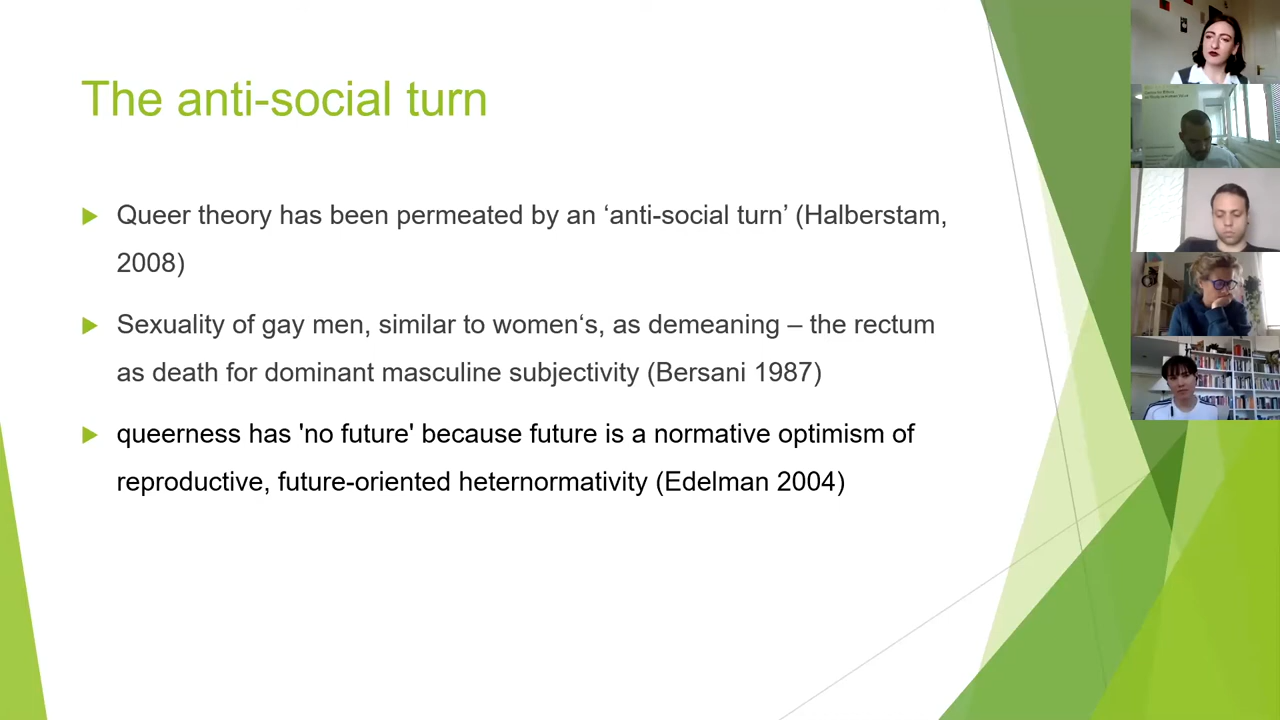 The anti-social turn
Queer theory has been permeated by an ‘anti-social turn’ (Halberstam,
2008)
Sexuality of gay men, similar to women‘s, as demeaning – the rectum
as death for dominant masculine subjectivity (Bersani 1987)
queerness has 'no future' because future is a normative optimism of
reproductive, future-oriented heternormativity (Edelman 2004)